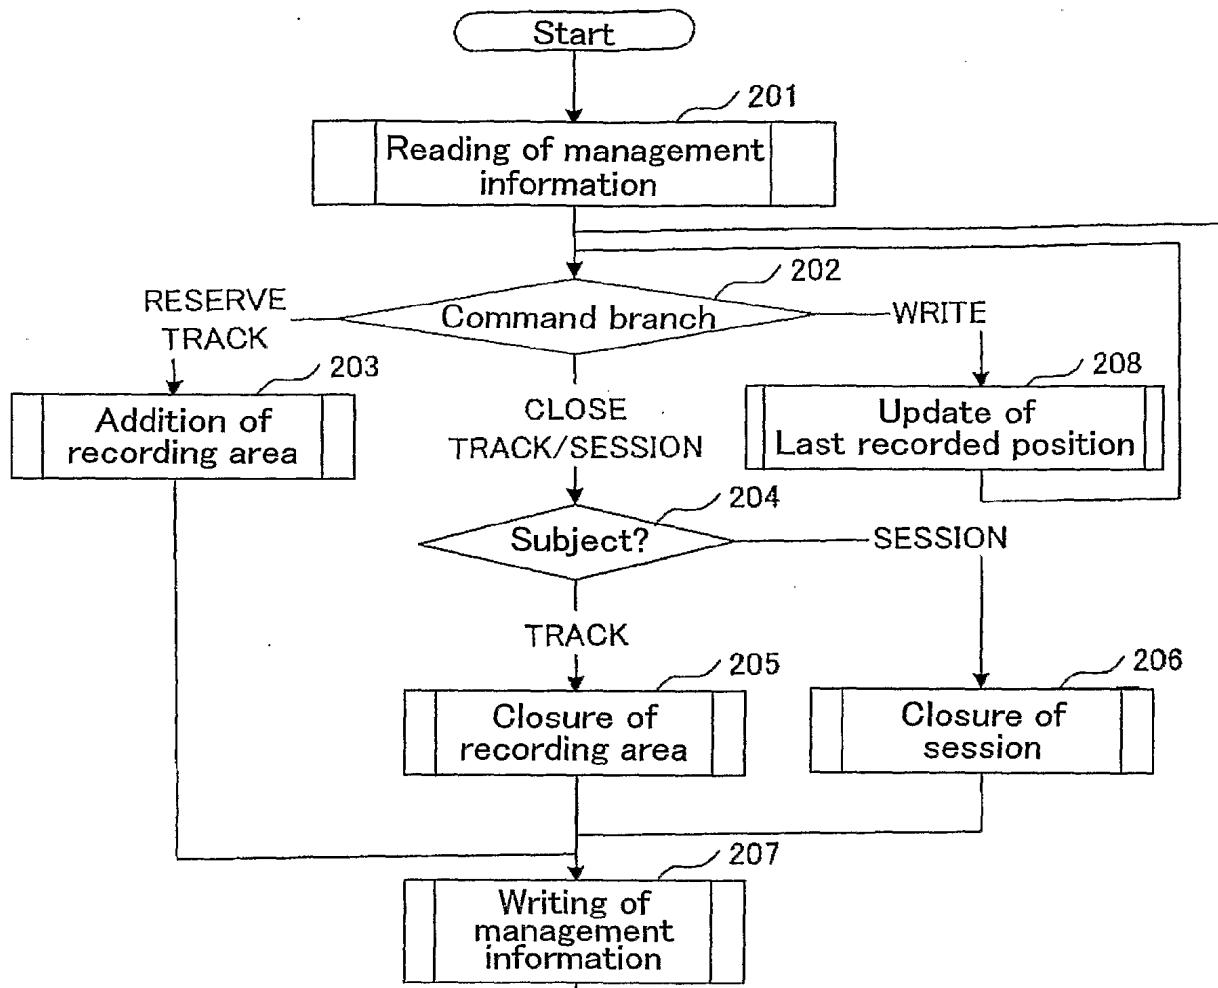 Start
201
Reading of management
information
202
Command branch
RESERVE
TRACK
WRITE
203
Addition of
recording area
CLOSE
TRACK/SESSION
208
Update of
Last recorded position
204
Subject?
SESSION
TRACK
205
Closure of
recording area
206
Closure of
session
207
Writing of
management
information